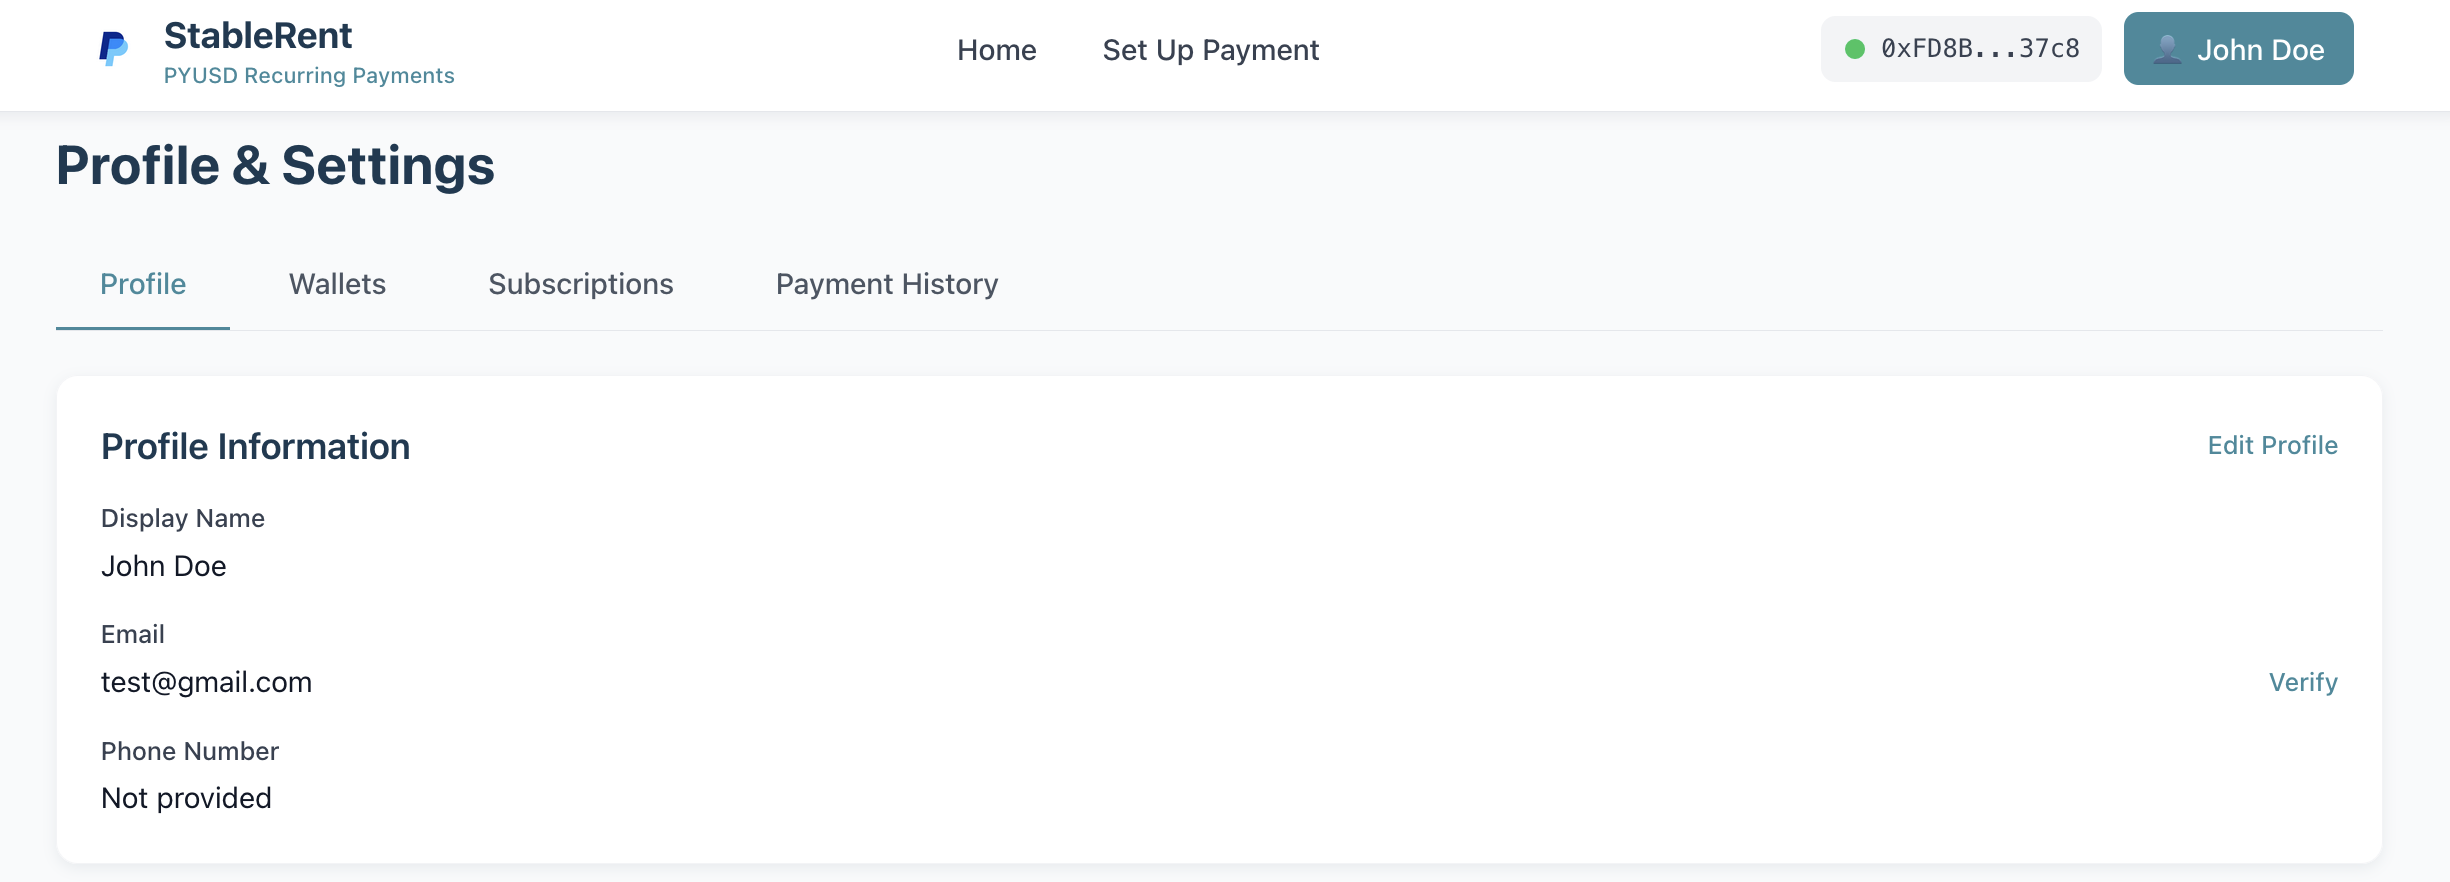 StableRent
PYUSD Recurring Payments
Home
Set Up Payment
0xFD8B...37c8
John Doe
Profile & Settings
Profile
Wallets
Subscriptions
Payment History
Profile Information
Edit Profile
Display Name
John Doe
Email
test@gmail.com
Verify
Phone Number
Not provided